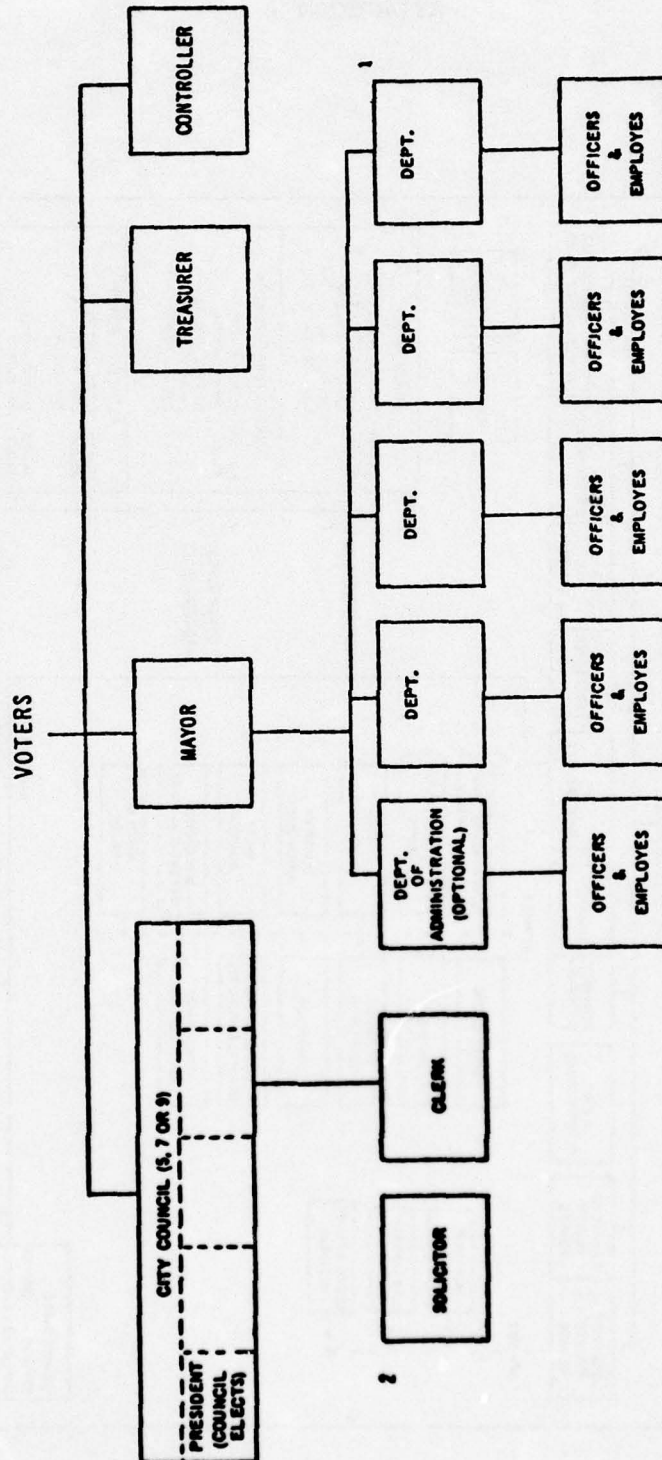 VOTERS
CITY COUNCIL (5, 7 OR 9)
PRESIDENT
(COUNCIL
ELECTS)
MAYOR
TREASURER
CONTROLLER
2
SOLICITOR
CLERK
DEPT.
OF
ADMINISTRATION
(OPTIONAL)
DEPT.
DEPT.
DEPT.
DEPT.
1
OFFICERS
&
EMPLOYES
OFFICERS
&
EMPLOYES
OFFICERS
&
EMPLOYES
OFFICERS
&
EMPLOYES
OFFICERS
&
EMPLOYES